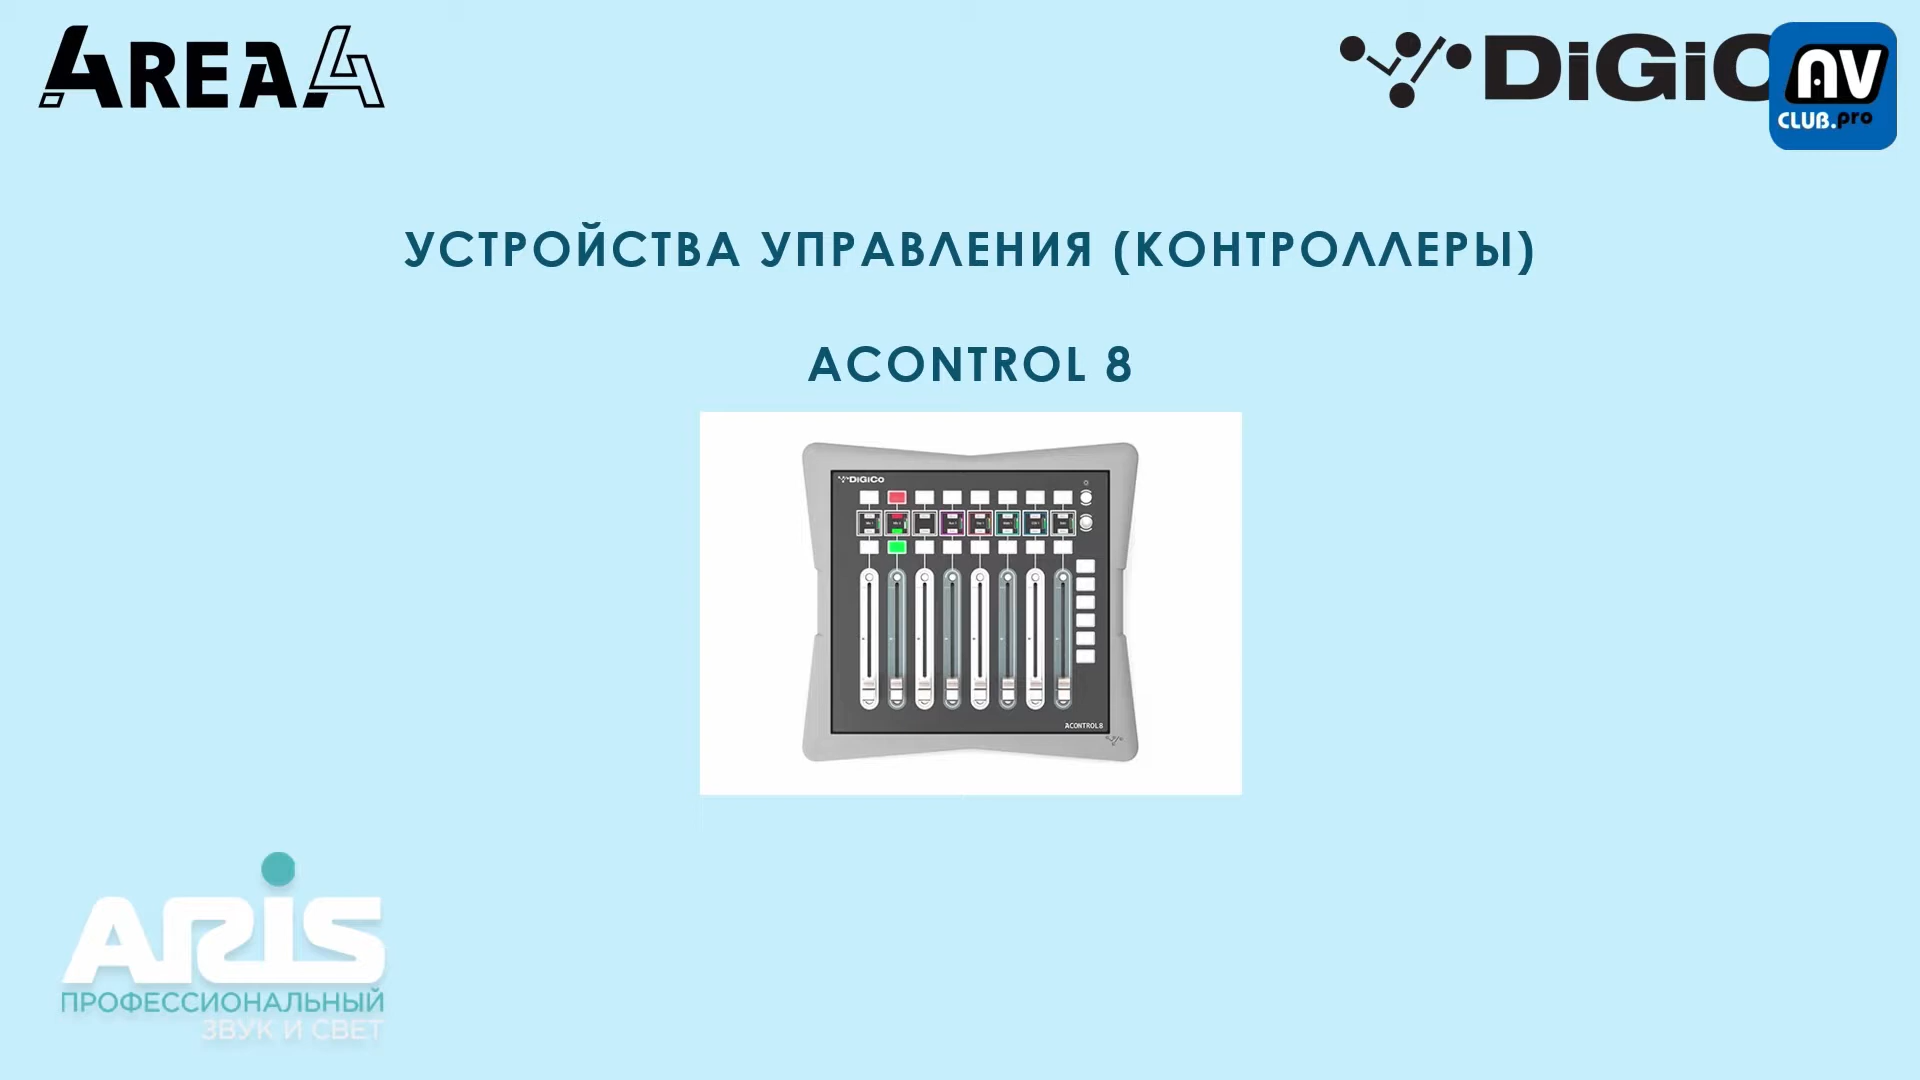 AREA4
DiGiCo
AV
CLUB.pro
УСТРОЙСТВА УПРАВЛЕНИЯ (КОНТРОЛЛЕРЫ)
ACONTROL 8
DiGiCo
ACONTROL8
ARIS
ПРОФЕССИОНАЛЬНЫЙ
ЗВУК И СВЕТ